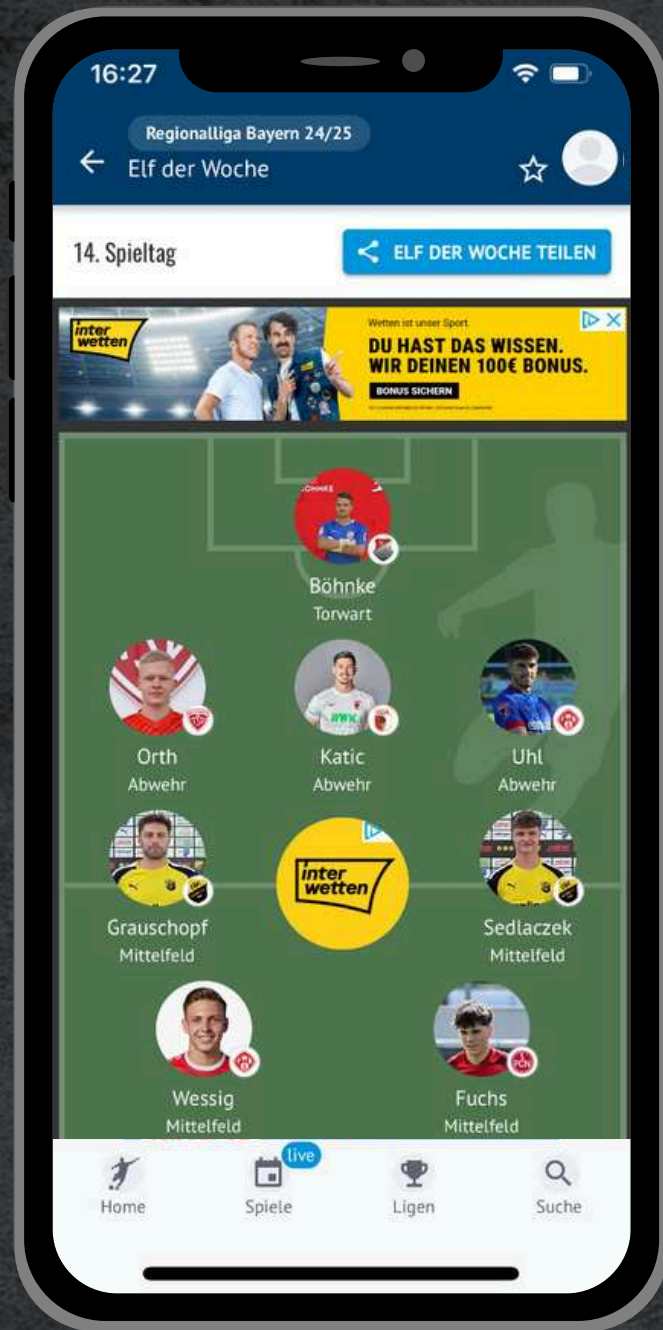 16:27
Regionalliga Bayern 24/25
Elf der Woche
14. Spieltag
ELF DER WOCHE TEILEN
inter
wetten
Wetten ist unser Sport.
DU HAST DAS WISSEN.
WIR DEINEN 100€ BONUS.
BONUS SICHERN
Böhnke
Torwart
Orth
Abwehr
Katic
Abwehr
Uhl
Abwehr
inter
wetten
Grauschopf
Mittelfeld
Sedlaczek
Mittelfeld
Wessig
Mittelfeld
Fuchs
Mittelfeld
live
Home
Spiele
Ligen
Suche